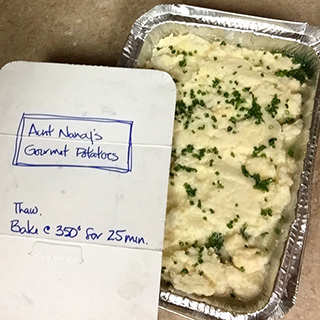 Aunt Nancy's
Gourmet Potatoes
Thaw.
Bake @ 350° for 25 min.